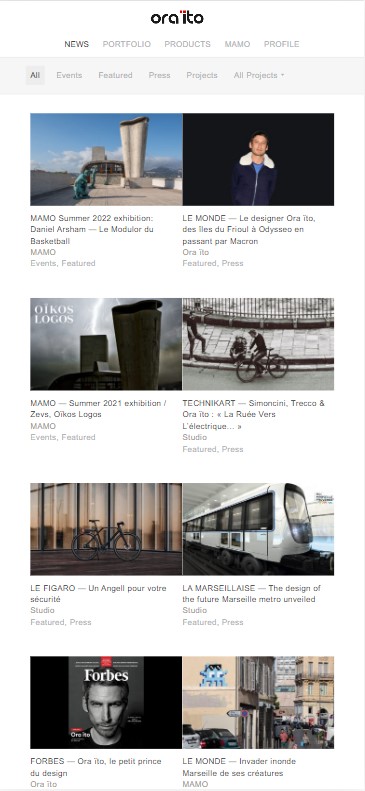 ora ïto
NEWS PORTFOLIO PRODUCTS MAMO PROFILE
All Events Featured Press Projects All Projects
MAMO Summer 2022 exhibition:
Daniel Arsham — Le Modulor du
Basketball
MAMO
Events, Featured
LE MONDE — Le designer Ora ïto,
des îles du Frioul à Odysseo en
passant par Macron
Ora ïto
Featured, Press
OÏKOS
LOGOS
MAMO — Summer 2021 exhibition /
Zevs, Oïkos Logos
MAMO
Events, Featured
TECHNIKART — Simoncini, Trecco &
Ora ïto : « La Ruée Vers
L'électrique… »
Studio
Featured, Press
LE FIGARO — Un Angell pour votre
sécurité
Studio
Featured, Press
LA MARSEILLAISE — The design of
the future Marseille metro unveiled
Studio
Featured, Press
Forbes
Ora ïto
FORBES — Ora ïto, le petit prince
du design
Ora ïto
LE MONDE — Invader inonde
Marseille de ses créatures
MAMO